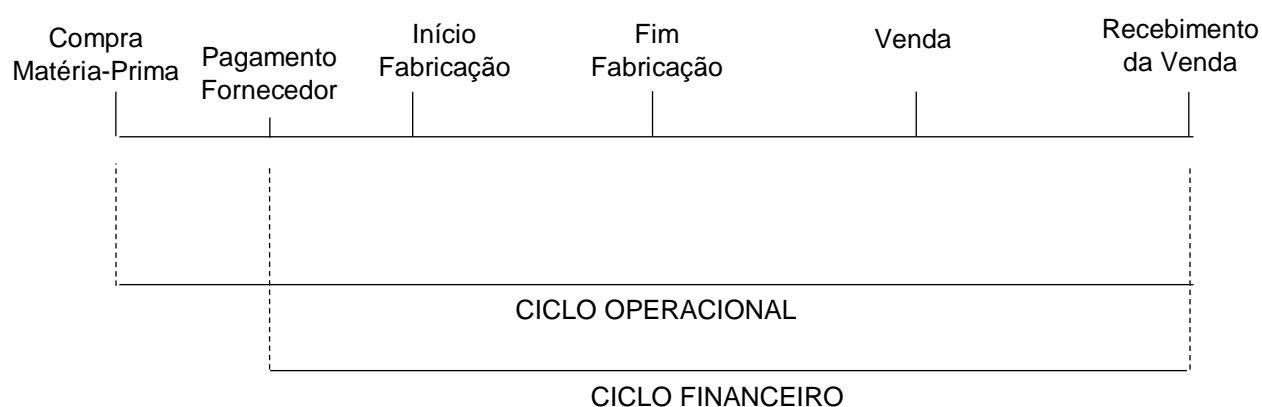 Compra
Matéria-Prima
Pagamento
Fornecedor
Início
Fabricação
Fim
Fabricação
Venda
Recebimento
da Venda
CICLO OPERACIONAL
CICLO FINANCEIRO